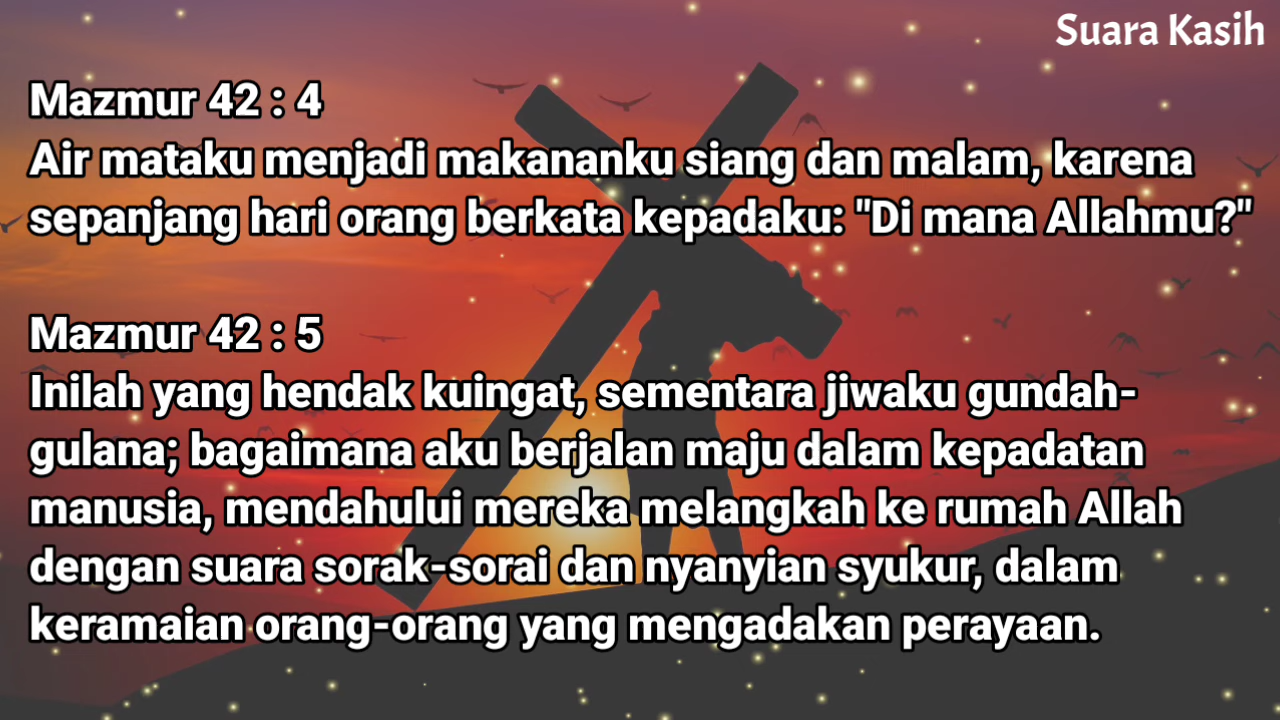 Suara Kasih
Mazmur 42 : 4
Air mataku menjadi makananku siang dan malam, karena
sepanjang hari orang berkata kepadaku: "Di mana Allahmu?"
Mazmur 42 : 5
Inilah yang hendak kuingat, sementara jiwaku gundah-
gulana; bagaimana aku berjalan maju dalam kepadatan
manusia, mendahului mereka melangkah ke rumah Allah
dengan suara sorak-sorai dan nyanyian syukur, dalam
keramaian orang-orang yang mengadakan perayaan.